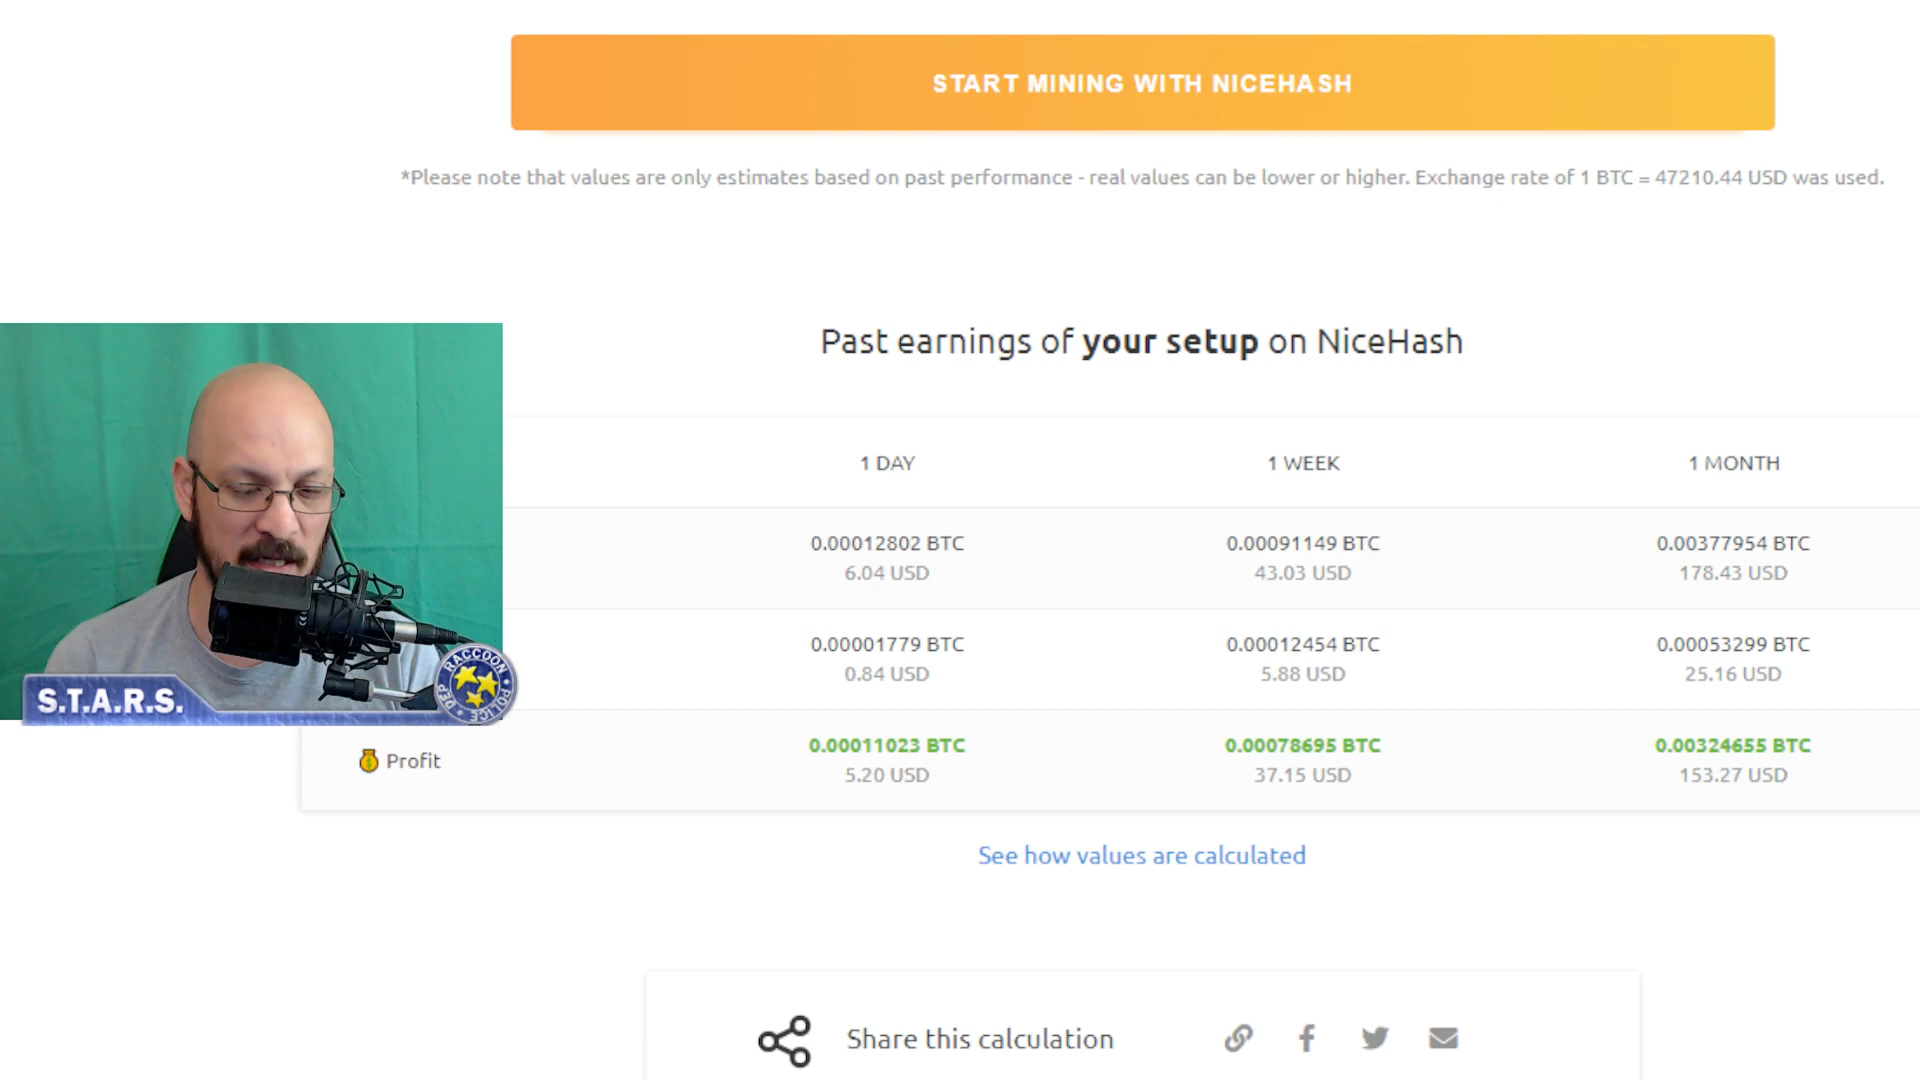 START MINING WITH NICEHASH
*Please note that values are only estimates based on past performance - real values can be lower or higher. Exchange rate of 1 BTC = 47210.44 USD was used.
Past earnings of your setup on NiceHash
1 DAY 1 WEEK 1 MONTH
0.00012802 BTC 0.00091149 BTC 0.00377954 BTC
6.04 USD 43.03 USD 178.43 USD
0.00001779 BTC 0.00012454 BTC 0.00053299 BTC
0.84 USD 5.88 USD 25.16 USD
S.T.A.R.S.
RACCOON POLICE DEP
Profit
0.00011023 BTC 0.00078695 BTC 0.00324655 BTC
5.20 USD 37.15 USD 153.27 USD
See how values are calculated
Share this calculation